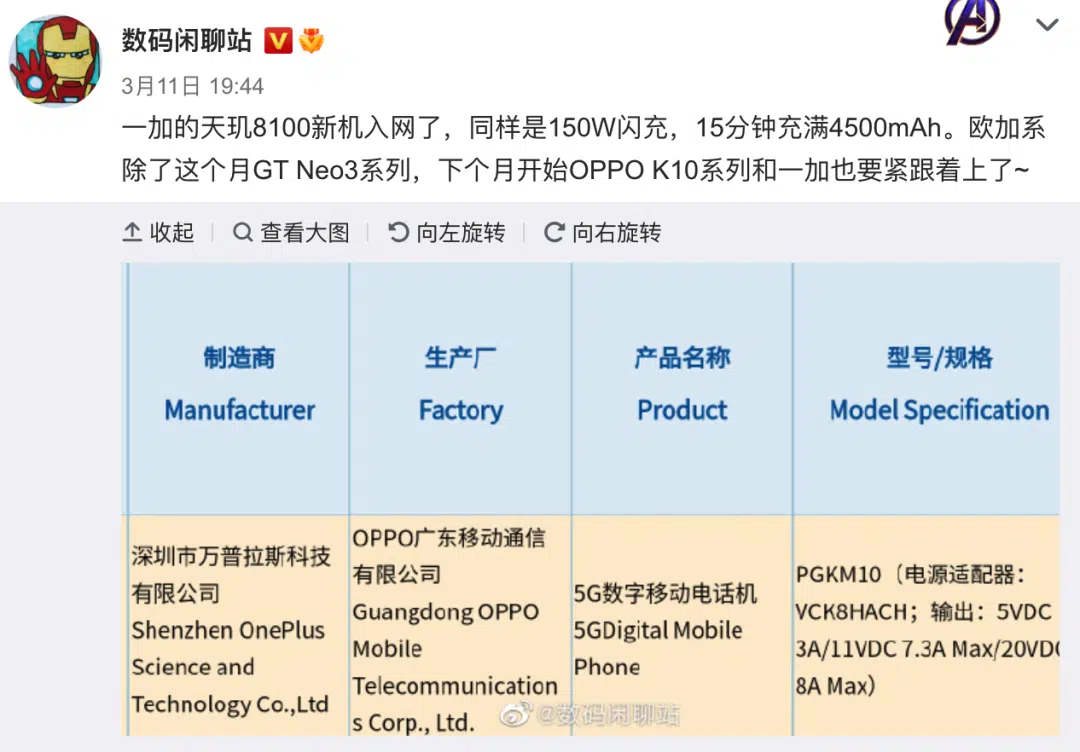 数码闲聊站
3月11日 19:44
一加的天玑8100新机入网了，同样是150W闪充，15分钟充满4500mAh。欧加系
除了这个月GT Neo3系列，下个月开始OPPO K10系列和一加也要紧跟着上了~
收起 查看大图 向左旋转 向右旋转
制造商
Manufacturer
生产厂
Factory
产品名称
Product
型号/规格
Model Specification
深圳市万普拉斯科技
有限公司
Shenzhen OnePlus
Science and
Technology Co.,Ltd
OPPO广东移动通信
有限公司
Guangdong OPPO
Mobile
Telecommunication
s Corp., Ltd.
5G数字移动电话机
5GDigital Mobile
Phone
PGKM10（电源适配器：
VCK8HACH；输出：5VDC
3A/11VDC 7.3A Max/20VDC
8A Max）
@数码闲聊站